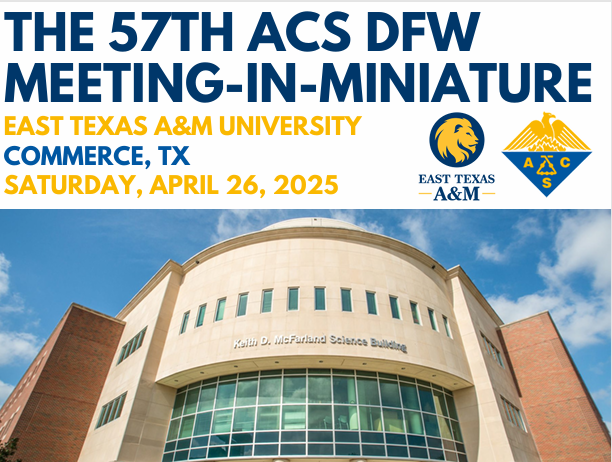 THE 57TH ACS DFW
MEETING-IN-MINIATURE
EAST TEXAS A&M UNIVERSITY
COMMERCE, TX
SATURDAY, APRIL 26, 2025
EAST TEXAS
A&M
A C
S
Keith D. McFarland Science Building